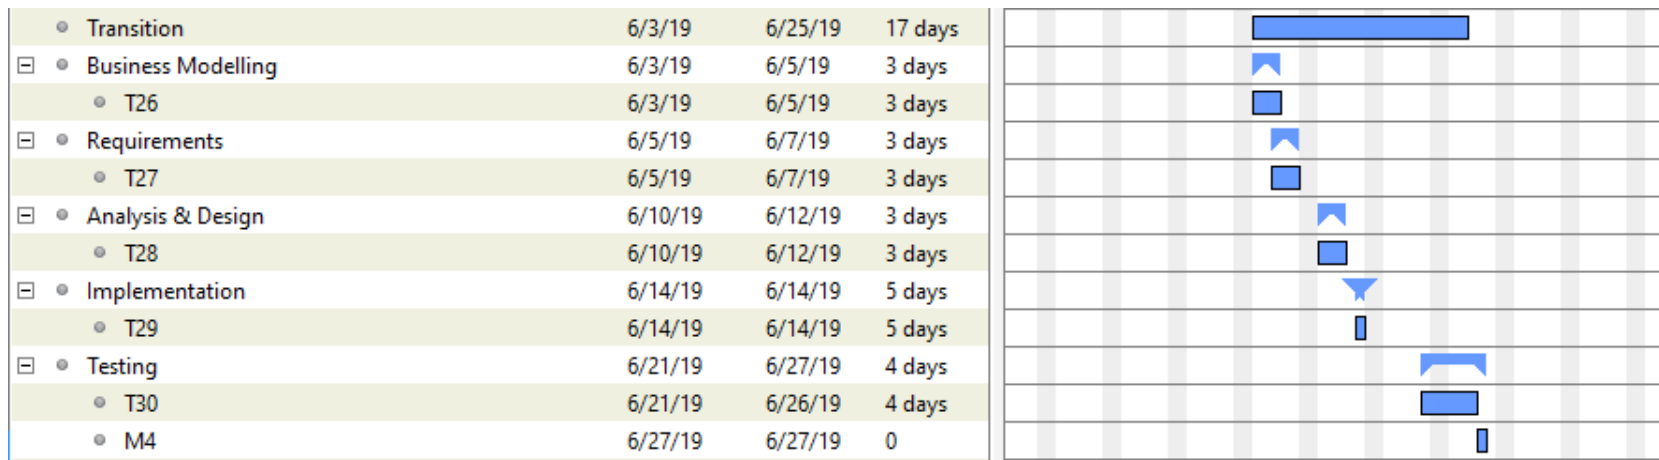 Transition 6/3/19 6/25/19 17 days
Business Modelling 6/3/19 6/5/19 3 days
T26 6/3/19 6/5/19 3 days
Requirements 6/5/19 6/7/19 3 days
T27 6/5/19 6/7/19 3 days
Analysis & Design 6/10/19 6/12/19 3 days
T28 6/10/19 6/12/19 3 days
Implementation 6/14/19 6/14/19 5 days
T29 6/14/19 6/14/19 5 days
Testing 6/21/19 6/27/19 4 days
T30 6/21/19 6/26/19 4 days
M4 6/27/19 6/27/19 0